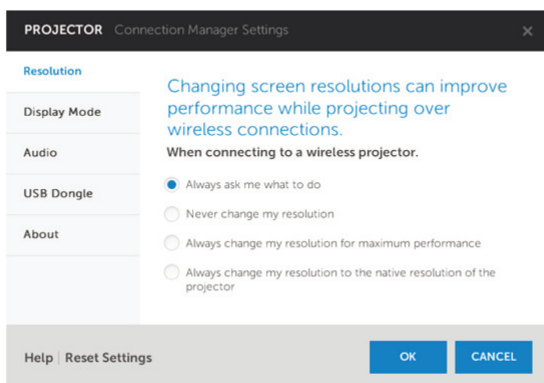 PROJECTOR Connection Manager Settings
Resolution
Display Mode
Audio
USB Dongle
About
Changing screen resolutions can improve
performance while projecting over
wireless connections.
When connecting to a wireless projector.
Always ask me what to do
Never change my resolution
Always change my resolution for maximum performance
Always change my resolution to the native resolution of the
projector
Help | Reset Settings
OK
CANCEL